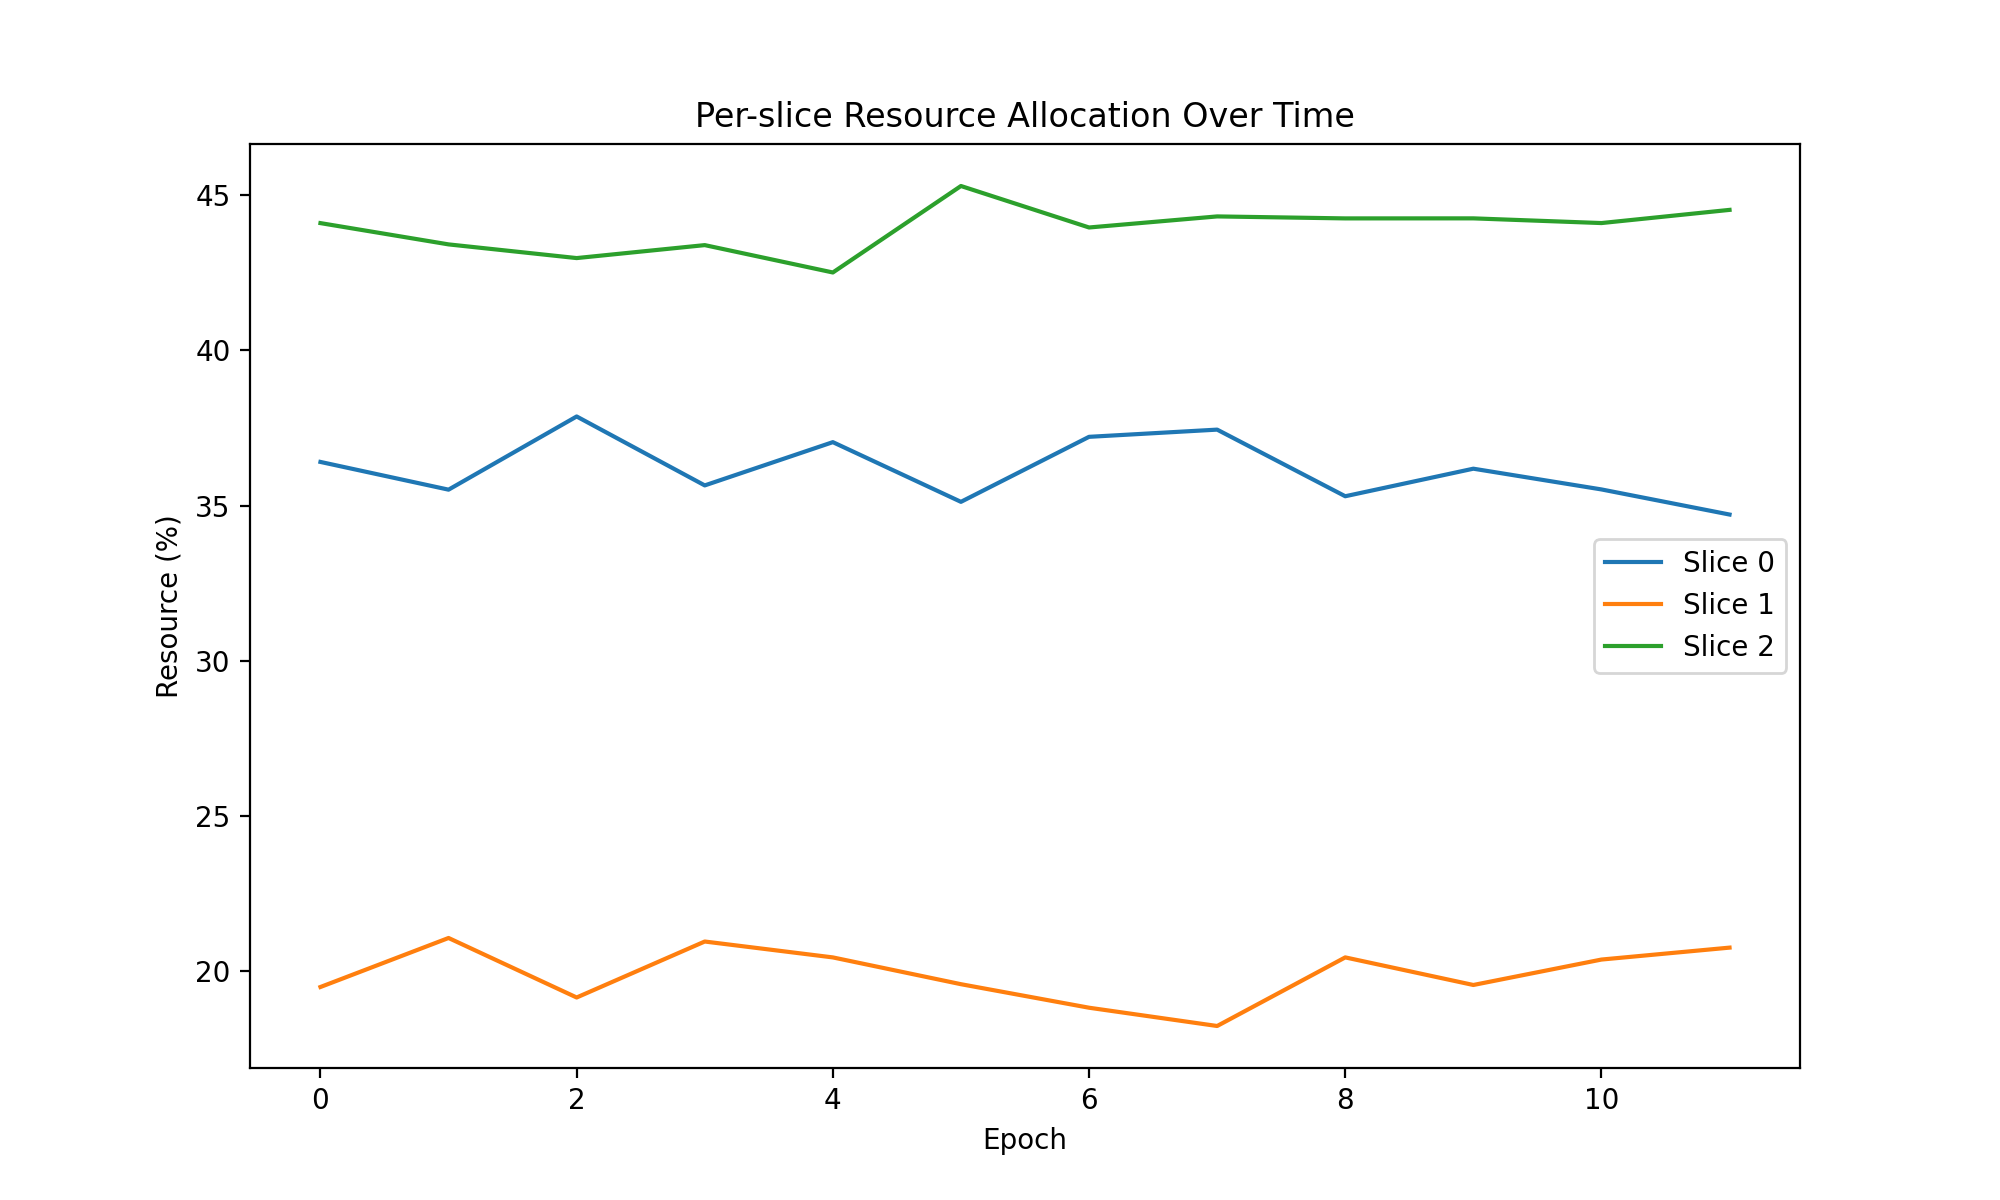 Per-slice Resource Allocation Over Time
45
40
35
30
25
20
Resource (%)
Slice 0
Slice 1
Slice 2
0 2 4 6 8 10
Epoch